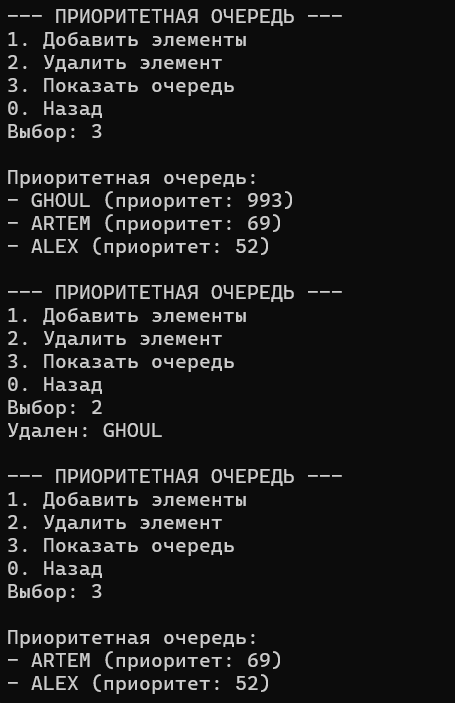 --- ПРИОРИТЕТНАЯ ОЧЕРЕДЬ ---
1. Добавить элементы
2. Удалить элемент
3. Показать очередь
0. Назад
Выбор: 3
Приоритетная очередь:
- GHOUL (приоритет: 993)
- ARTEM (приоритет: 69)
- ALEX (приоритет: 52)
--- ПРИОРИТЕТНАЯ ОЧЕРЕДЬ ---
1. Добавить элементы
2. Удалить элемент
3. Показать очередь
0. Назад
Выбор: 2
Удален: GHOUL
--- ПРИОРИТЕТНАЯ ОЧЕРЕДЬ ---
1. Добавить элементы
2. Удалить элемент
3. Показать очередь
0. Назад
Выбор: 3
Приоритетная очередь:
- ARTEM (приоритет: 69)
- ALEX (приоритет: 52)